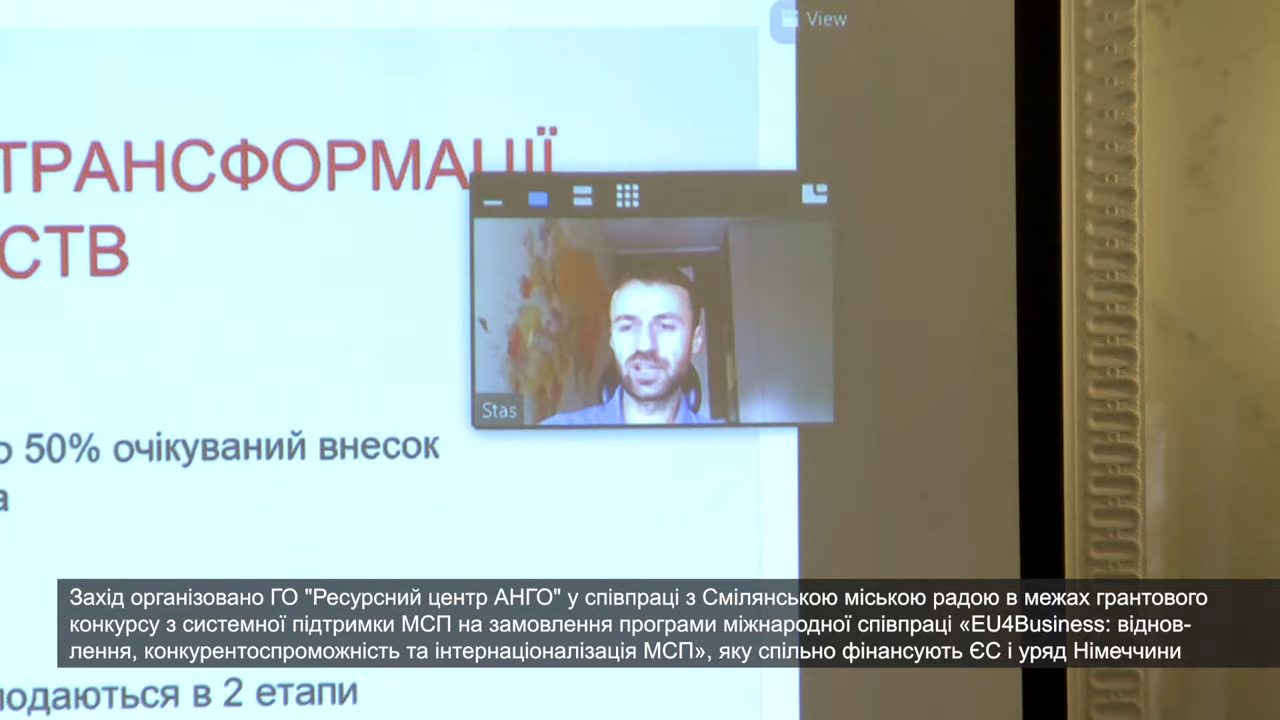 View
ТРАНСФОРМАЦІЇ
СТВ
Stas
50% очікуваний внесок
а
Захід організовано ГО "Ресурсний центр АНГО" у співпраці з Смілянською міською радою в межах грантового
конкурсу з системної підтримки МСП на замовлення програми міжнародної співпраці «EU4Business: віднов-
лення, конкурентоспроможність та інтернаціоналізація МСП», яку спільно фінансують ЄС і уряд Німеччини
подаються в 2 етапи